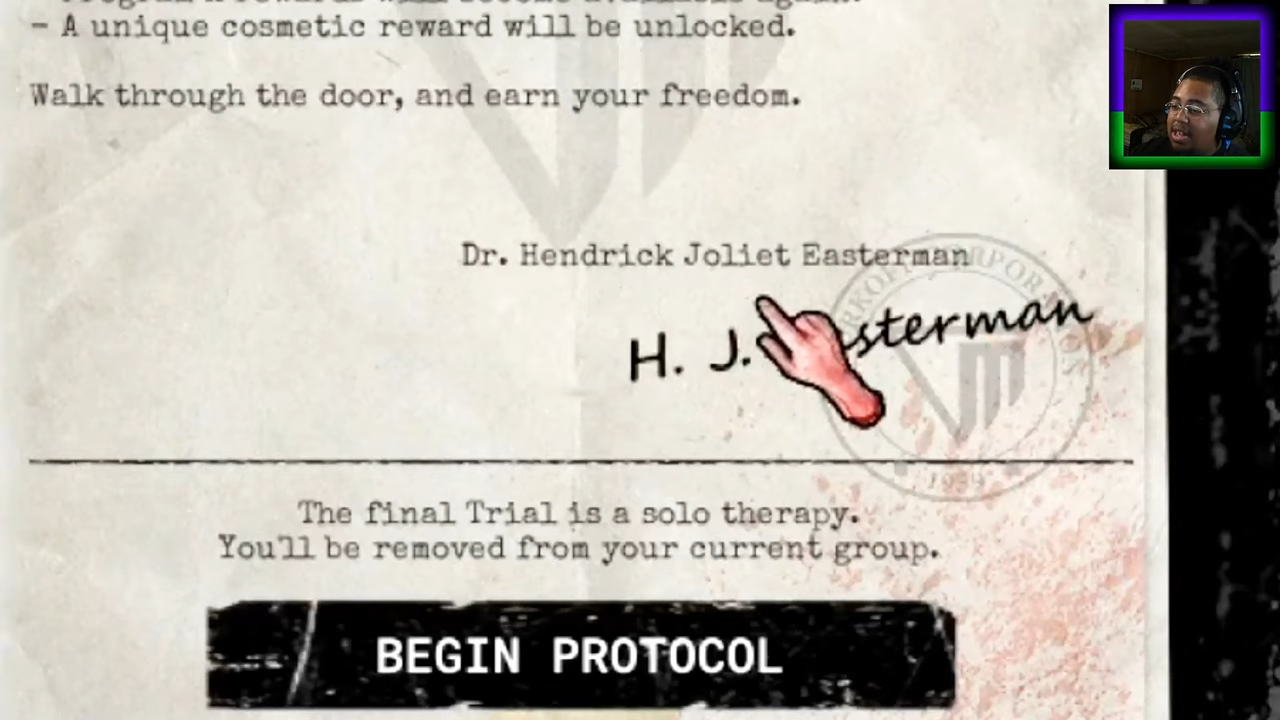 - A unique cosmetic reward will be unlocked.
Walk through the door, and earn your freedom.
Dr. Hendrick Joliet Easterman
H. J. sterman
1959
The final Trial is a solo therapy.
You'll be removed from your current group.
BEGIN PROTOCOL